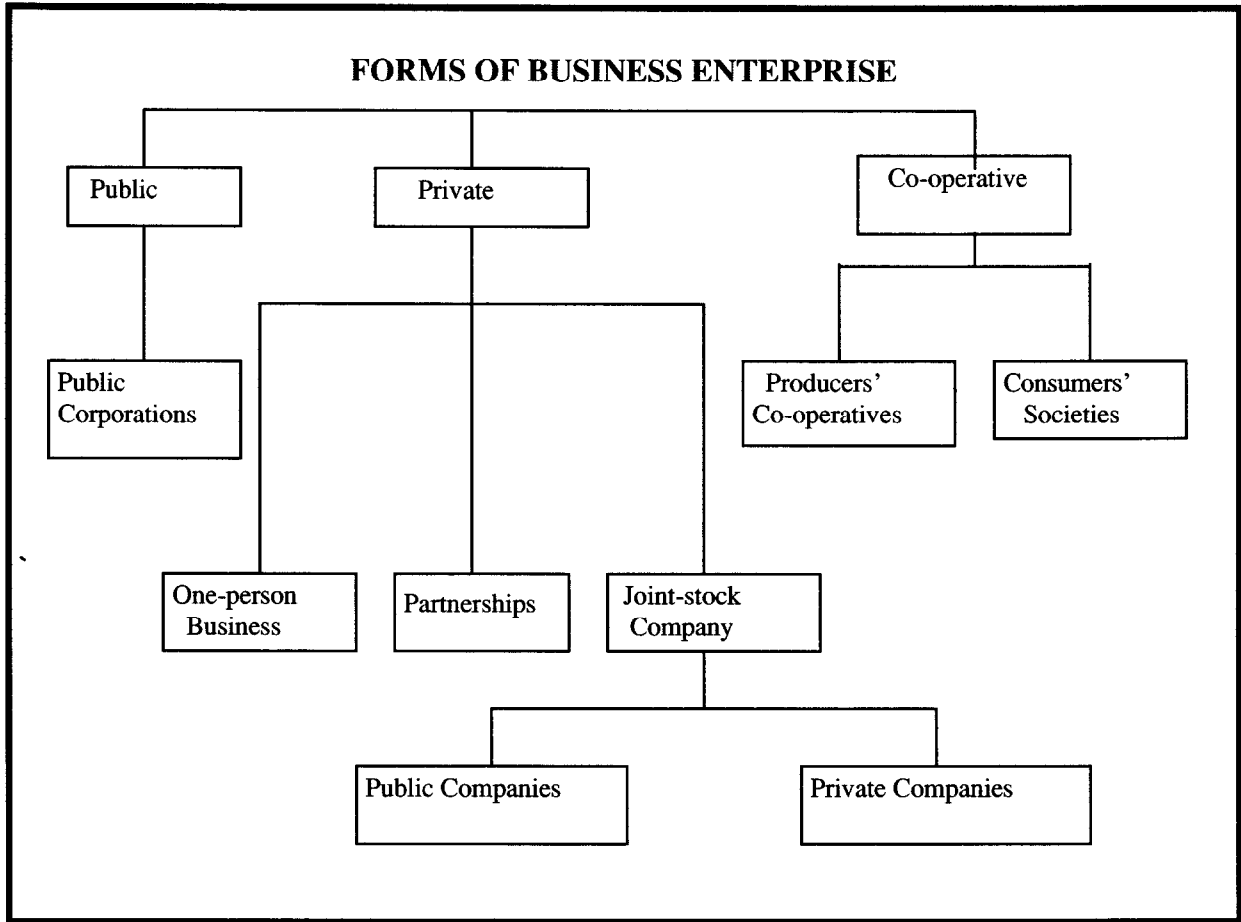 FORMS OF BUSINESS ENTERPRISE
Public
Private
Co-operative
Public
Corporations
Producers’
Co-operatives
Consumers’
Societies
One-person
Business
Partnerships
Joint-stock
Company
Public Companies
Private Companies